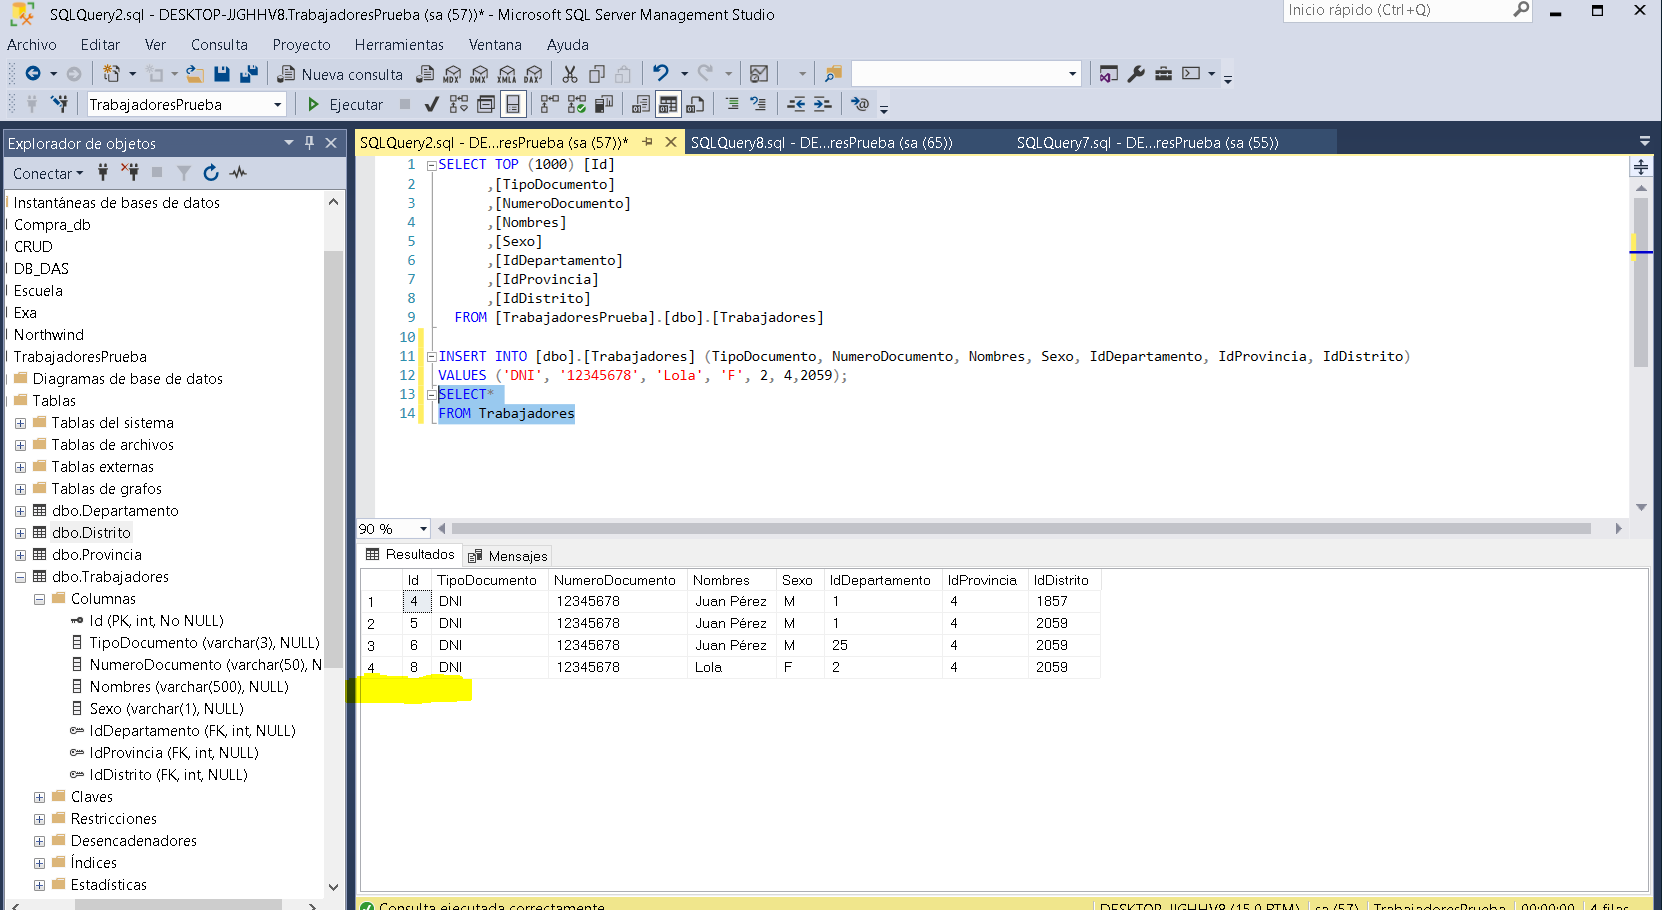 SQLQuery2.sql - DESKTOP-JJGHHV8.TrabajadoresPrueba (sa (57))* - Microsoft SQL Server Management Studio
Inicio rápido (Ctrl+Q)
Archivo Editar Ver Consulta Proyecto Herramientas Ventana Ayuda
Nueva consulta MDX DMX XMLA DAX
TrabajadoresPrueba Ejecutar
Explorador de objetos
Conectar
Instantáneas de bases de datos
Compra_db
CRUD
DB_DAS
Escuela
Exa
Northwind
TrabajadoresPrueba
Diagramas de base de datos
Tablas
Tablas del sistema
Tablas de archivos
Tablas externas
Tablas de grafos
dbo.Departamento
dbo.Distrito
dbo.Provincia
dbo.Trabajadores
Columnas
Id (PK, int, No NULL)
TipoDocumento (varchar(3), NULL)
NumeroDocumento (varchar(50), N
Nombres (varchar(500), NULL)
Sexo (varchar(1), NULL)
IdDepartamento (FK, int, NULL)
IdProvincia (FK, int, NULL)
IdDistrito (FK, int, NULL)
Claves
Restricciones
Desencadenadores
Índices
Estadísticas
SQLQuery2.sql - DE...resPrueba (sa (57))* SQLQuery8.sql - DE...resPrueba (sa (65)) SQLQuery7.sql - DE...resPrueba (sa (55))
1 SELECT TOP (1000) [Id]
2 ,[TipoDocumento]
3 ,[NumeroDocumento]
4 ,[Nombres]
5 ,[Sexo]
6 ,[IdDepartamento]
7 ,[IdProvincia]
8 ,[IdDistrito]
9 FROM [TrabajadoresPrueba].[dbo].[Trabajadores]
10
11 INSERT INTO [dbo].[Trabajadores] (TipoDocumento, NumeroDocumento, Nombres, Sexo, IdDepartamento, IdProvincia, IdDistrito)
12 VALUES ('DNI', '12345678', 'Lola', 'F', 2, 4,2059);
13 SELECT*
14 FROM Trabajadores
90 %
Resultados Mensajes
Id TipoDocumento NumeroDocumento Nombres Sexo IdDepartamento IdProvincia IdDistrito
1 4 DNI 12345678 Juan Pérez M 1 4 1857
2 5 DNI 12345678 Juan Pérez M 1 4 2059
3 6 DNI 12345678 Juan Pérez M 25 4 2059
4 8 DNI 12345678 Lola F 2 4 2059
Consulta ejecutada correctamente. DESKTOP-JJGHHV8 (15.0 RTM) sa (57) TrabajadoresPrueba 00:00:00 4 filas